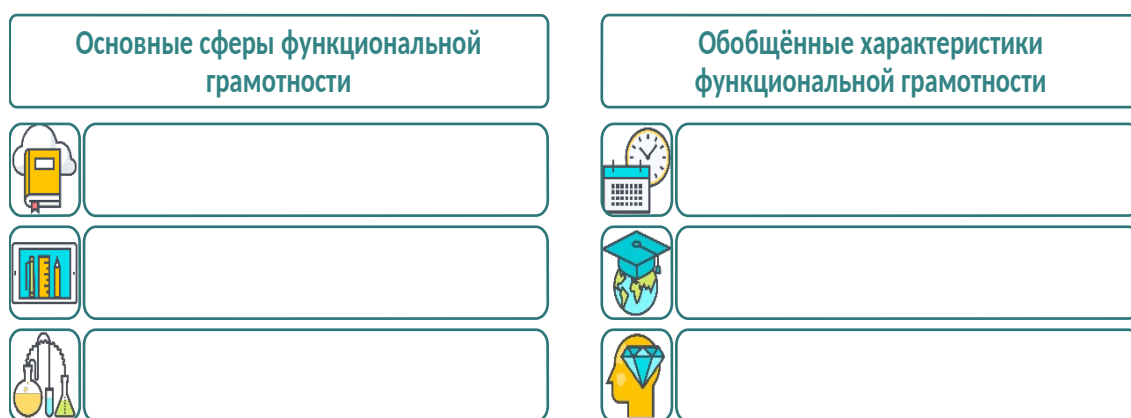 Основные сферы функциональной
грамотности
Обобщённые характеристики
функциональной грамотности